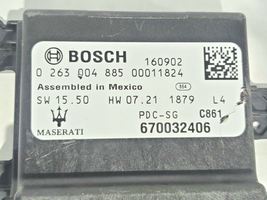 BOSCH 160902
0 263 004 885 00011824
Assembled in Mexico 554
SW 15.50 HW 07.21 1879 L4
PDC-SG C861
MASERATI 670032406